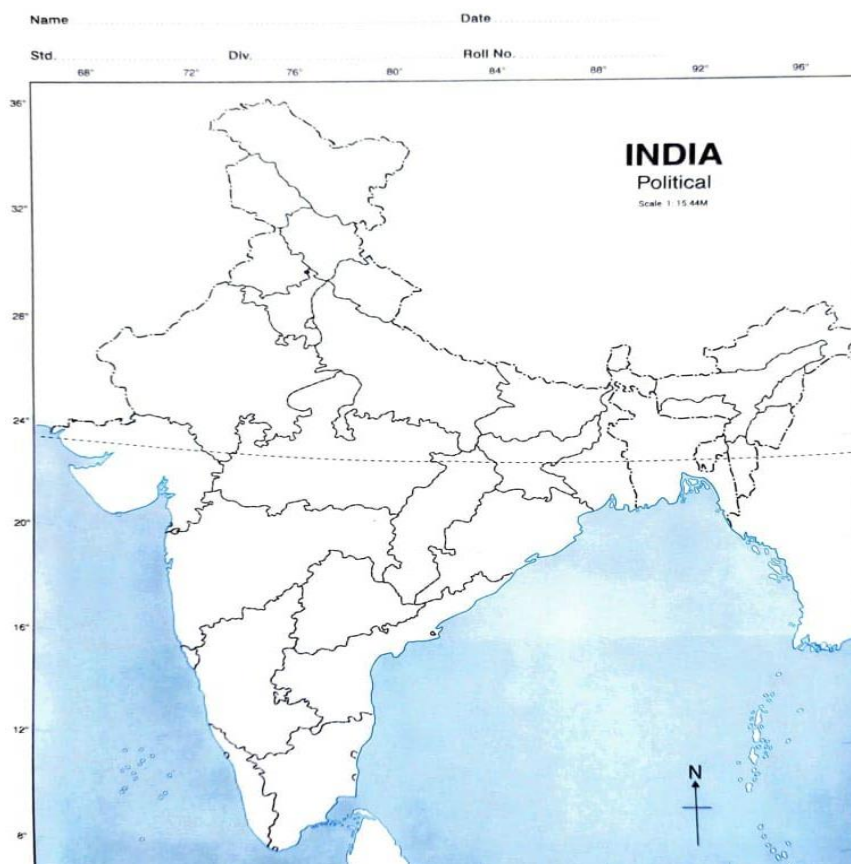 Name
Date
Std.
Div.
Roll No.
68° 72° 76° 80° 84° 88° 92° 96°
36°
INDIA
Political
Scale 1: 15.44M
32°
28°
24°
20°
16°
12°
N
8°